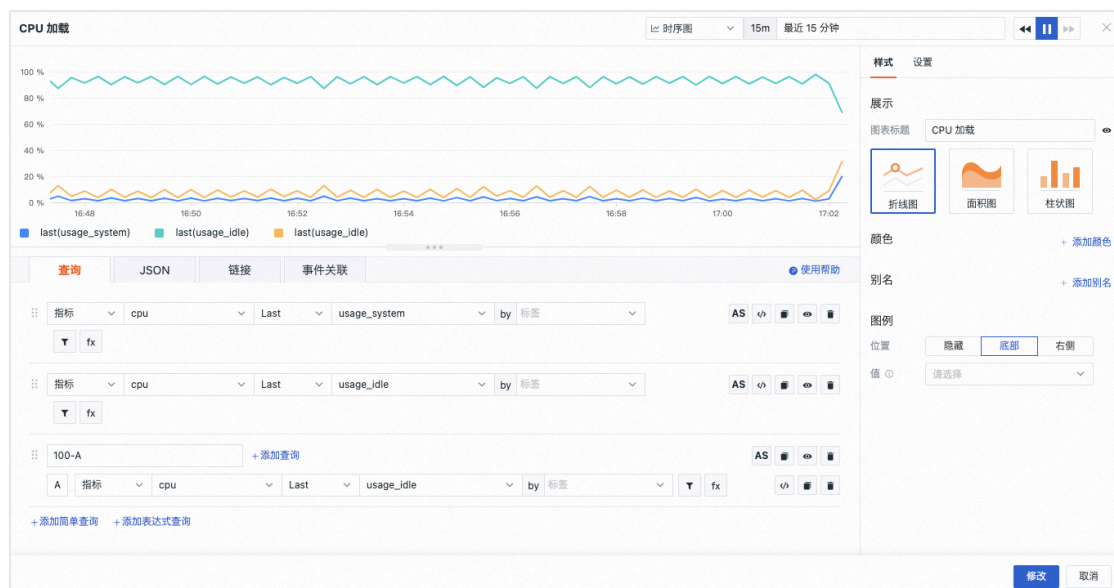 CPU 加载
时序图 15m 最近 15 分钟
样式 设置
100 %
80 %
60 %
40 %
20 %
0 %
16:48 16:50 16:52 16:54 16:56 16:58 17:00 17:02
last(usage_system) last(usage_idle) last(usage_idle)
展示
图表标题 CPU 加载
折线图 面积图 柱状图
颜色 + 添加颜色
别名 + 添加别名
图例
位置 隐藏 底部 右侧
值 请选择
查询 JSON 链接 事件关联 使用帮助
指标 cpu Last usage_system by 标签 AS </>
fx
指标 cpu Last usage_idle by 标签 AS </>
fx
100-A +添加查询 AS
A 指标 cpu Last usage_idle by 标签 fx </>
+添加简单查询 +添加表达式查询
修改 取消